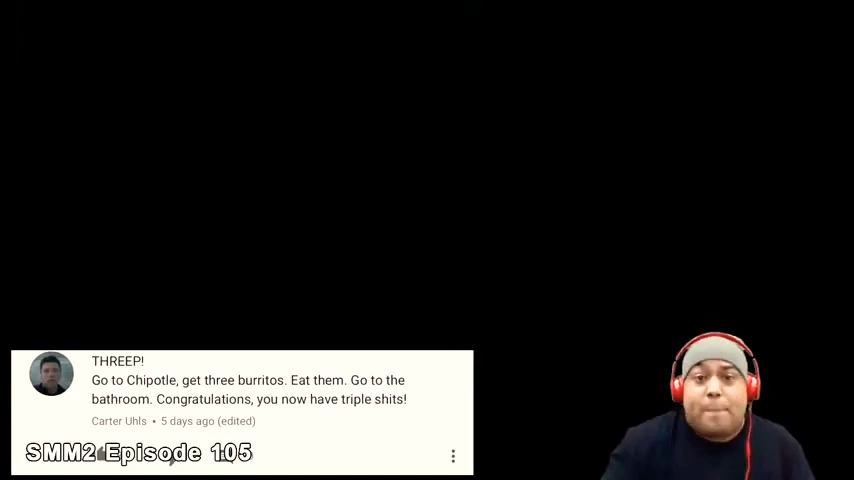 THREEP!
Go to Chipotle, get three burritos. Eat them. Go to the
bathroom. Congratulations, you now have triple shits!
Carter Uhls • 5 days ago (edited)
SMM2 Episode 105